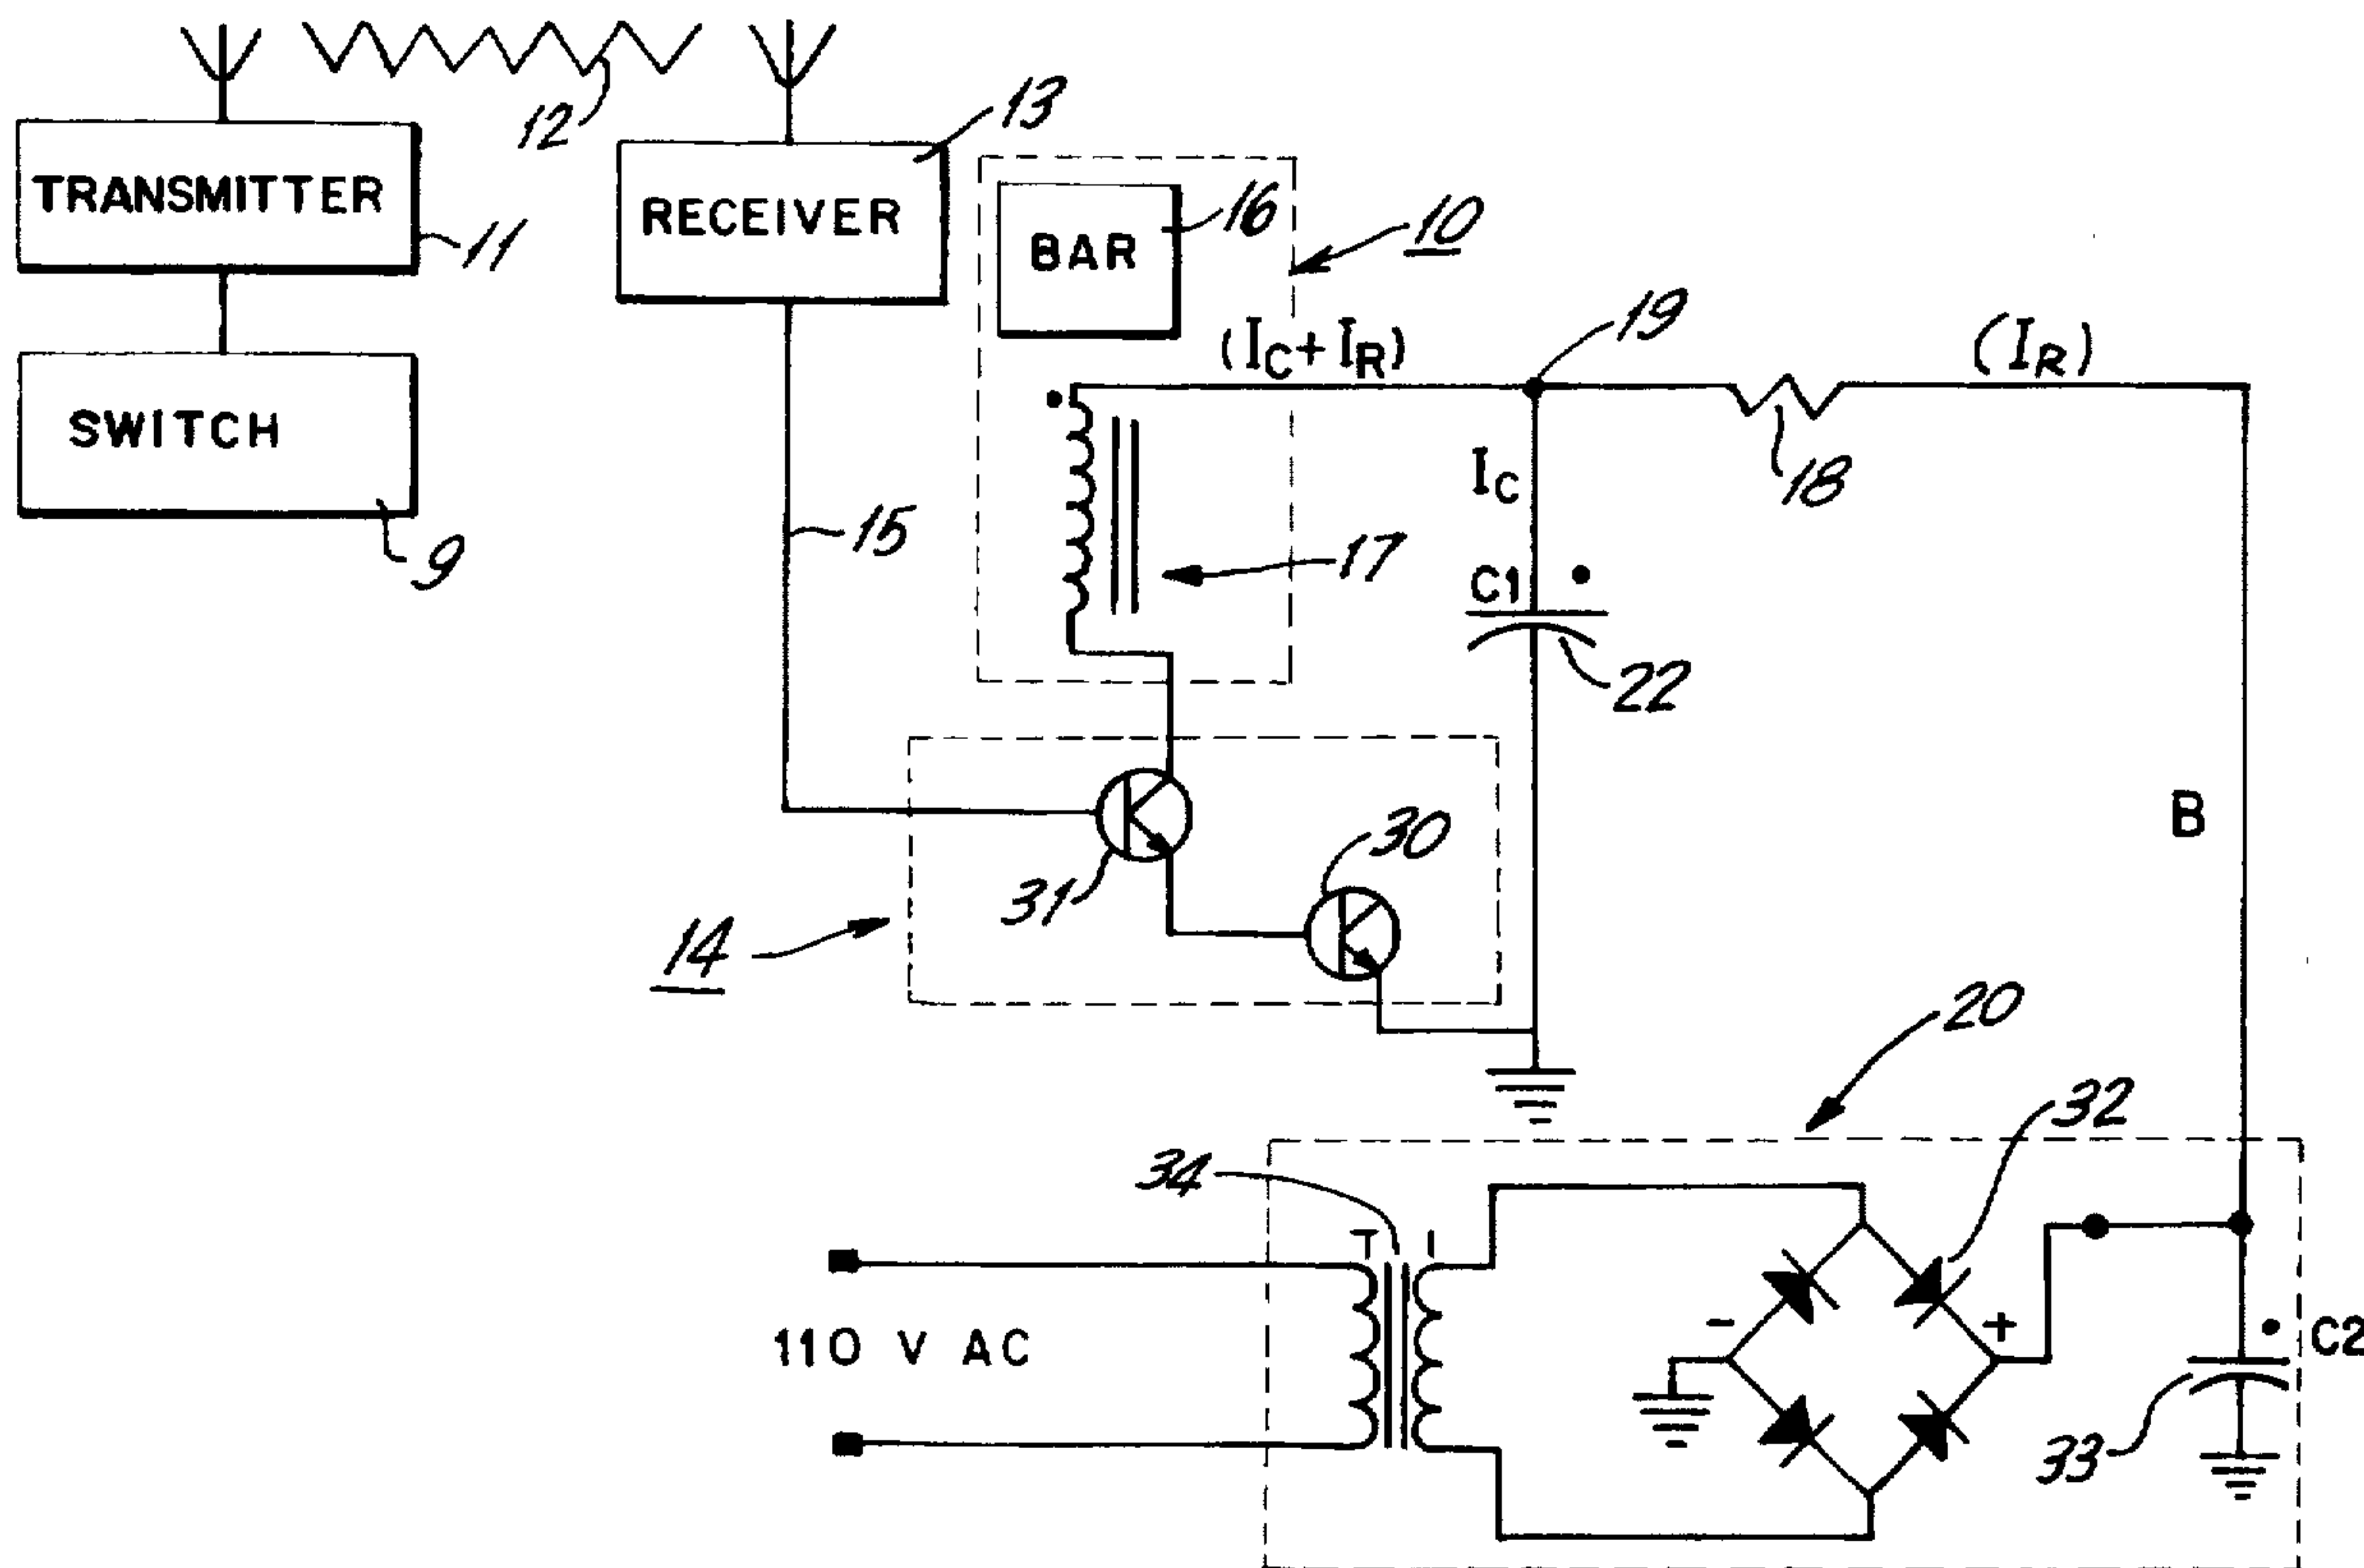 12
13
TRANSMITTER
11
RECEIVER
BAR
16
10
SWITCH
9
(IC+IR)
19
(IR)
18
IC
15
17
C1
22
B
31
30
14
20
32
34
T 1
110 V AC
-
+
C2
33